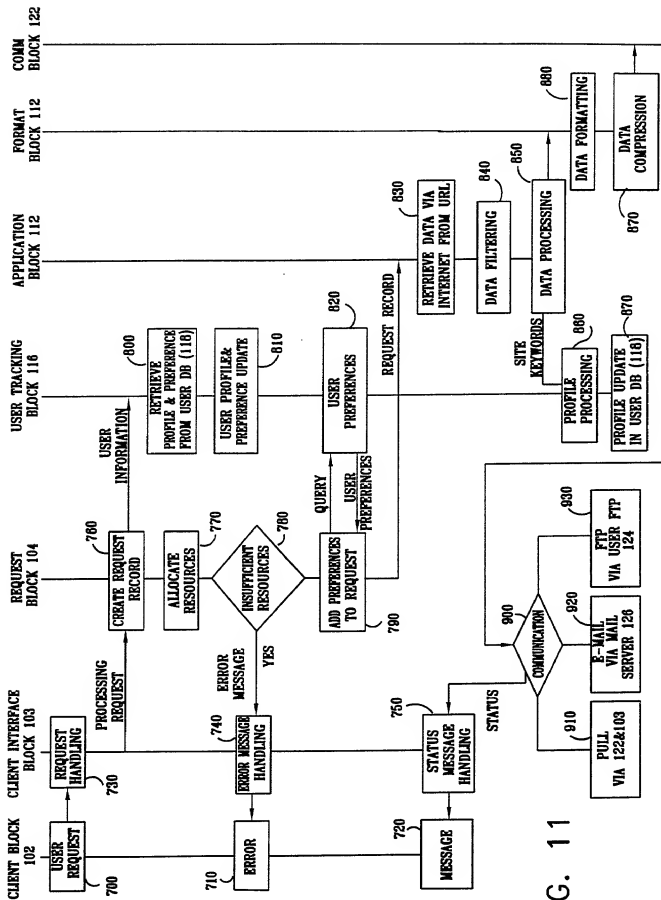 CLIENT BLOCK
102
CLIENT INTERFACE
BLOCK 103
REQUEST BLOCK 104
USER TRACKING
BLOCK 116
APPLICATION
BLOCK 112
FORMAT
BLOCK 112
COMM
BLOCK 122
USER
REQUEST
700
REQUEST
HANDLING
730
PROCESSING
REQUEST
760
CREATE REQUEST
RECORD
USER
INFORMATION
770
ALLOCATE
RESOURCES
800
RETRIEVE
PROFILE & PREFERENCE
FROM USER DB (118)
810
USER PROFILE&
PREFERENCE UPDATE
780
INSUFFICIENT
RESOURCES
ERROR
MESSAGE
YES
740
ERROR MESSAGE
HANDLING
ERROR
710
QUERY
USER
PREFERENCES
820
USER
PREFERENCES
ADD PREFERENCES
TO REQUEST
790
REQUEST RECORD
830
RETRIEVE DATA VIA
INTERNET FROM URL
840
DATA FILTERING
850
DATA PROCESSING
SITE
KEYWORDS
860
PROFILE
PROCESSING
870
PROFILE UPDATE
IN USER DB (118)
880
DATA FORMATTING
DATA
COMPRESSION
870
750
STATUS
MESSAGE
HANDLING
720
MESSAGE
STATUS
900
COMMUNICATION
910
PULL
VIA 122&103
920
E-MAIL
VIA MAIL
SERVER 126
930
FTP
VIA USER FTP
124
G. 11